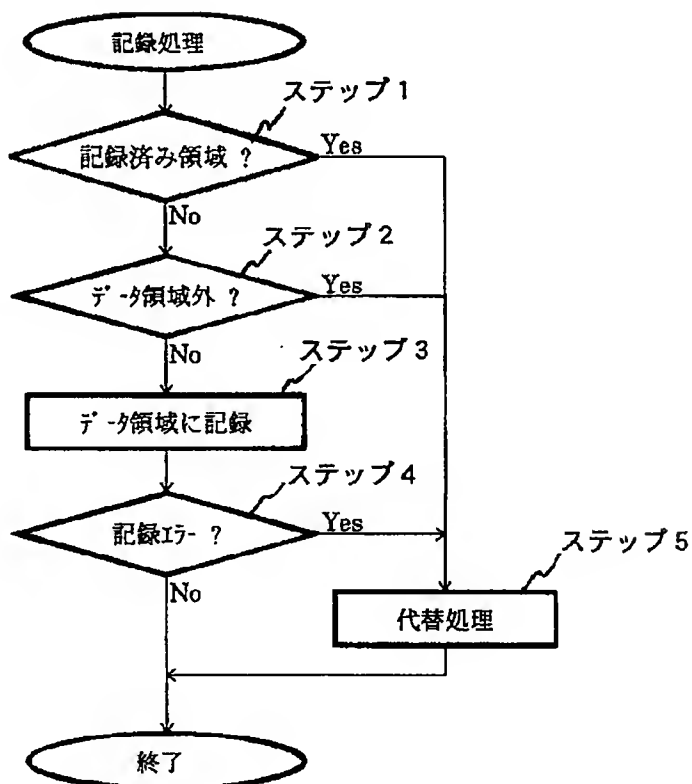 記録処理
ステップ1
記録済み領域 ?
Yes
No
ステップ2
データ領域外 ?
Yes
No
ステップ3
データ領域に記録
ステップ4
記録エラー ?
Yes
No
ステップ5
代替処理
終了